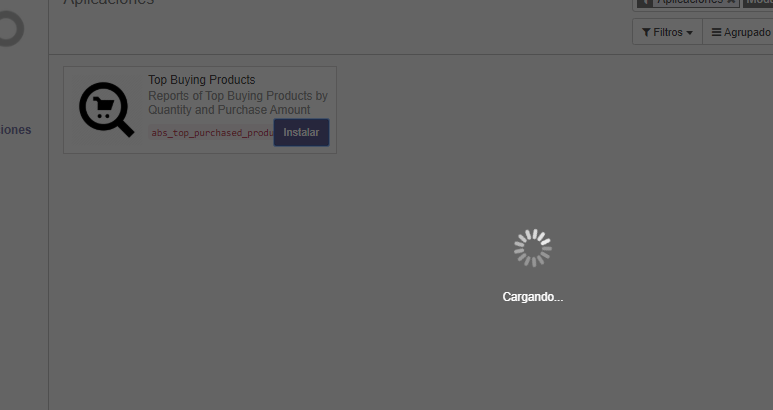 Aplicaciones
Aplicaciones
Filtros
Agrupado
Top Buying Products
Reports of Top Buying Products by
Quantity and Purchase Amount
abs_top_purchased_produ
Instalar
iones
Cargando...